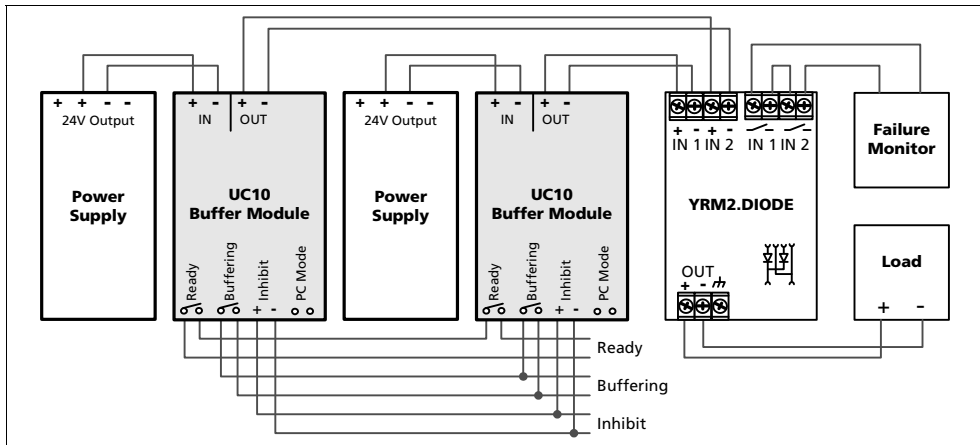 + + - -
24V Output
Power
Supply
+ - + -
IN OUT
UC10
Buffer Module
Ready
Buffering
Inhibit
PC Mode
+ -
+ + - -
24V Output
Power
Supply
+ - + -
IN OUT
UC10
Buffer Module
Ready
Buffering
Inhibit
PC Mode
+ -
+ - + -
IN 1 IN 2
IN 1 IN 2
YRM2.DIODE
OUT
+ -
Failure
Monitor
Load
+ -
Ready
Buffering
Inhibit